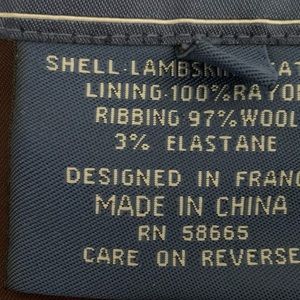 SHELL·LAMBSKIN
LINING·100% RAYO
RIBBING 97% WOOL
3% ELASTANE
DESIGNED IN FRANC
MADE IN CHINA
RN 58665
CARE ON REVERSE